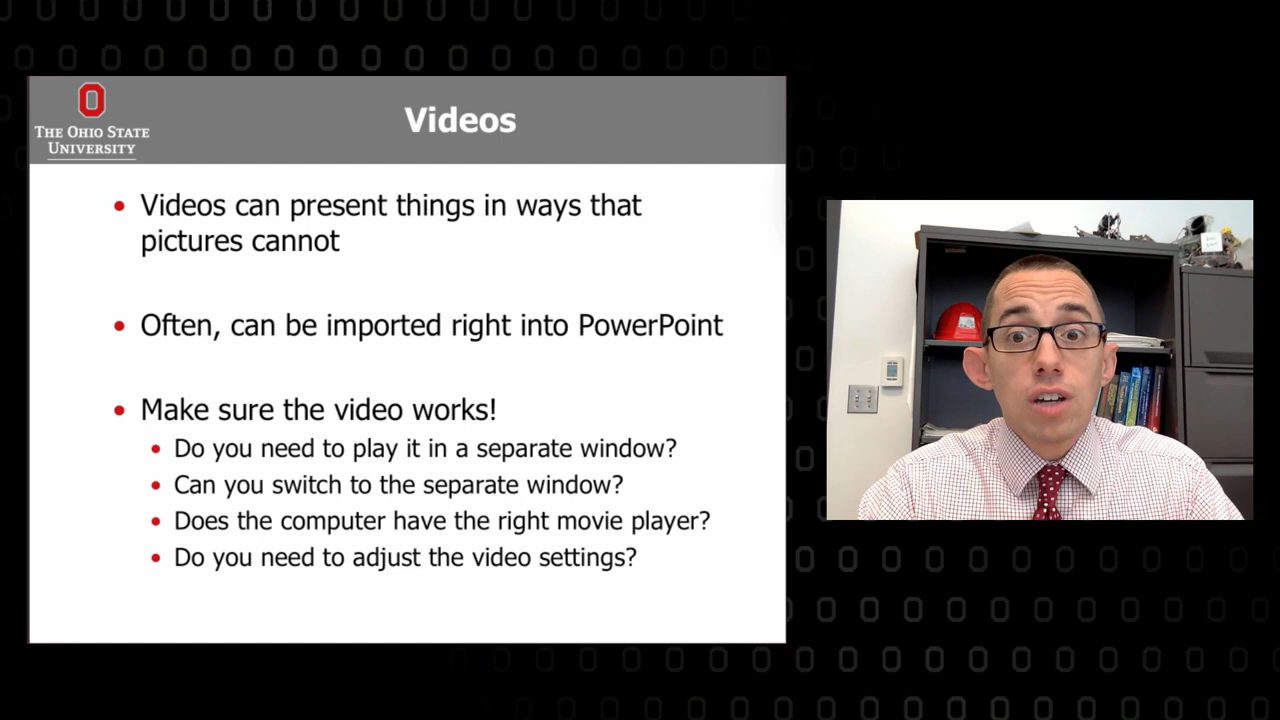 THE OHIO STATE
UNIVERSITY
Videos
• Videos can present things in ways that
pictures cannot
• Often, can be imported right into PowerPoint
• Make sure the video works!
• Do you need to play it in a separate window?
• Can you switch to the separate window?
• Does the computer have the right movie player?
• Do you need to adjust the video settings?